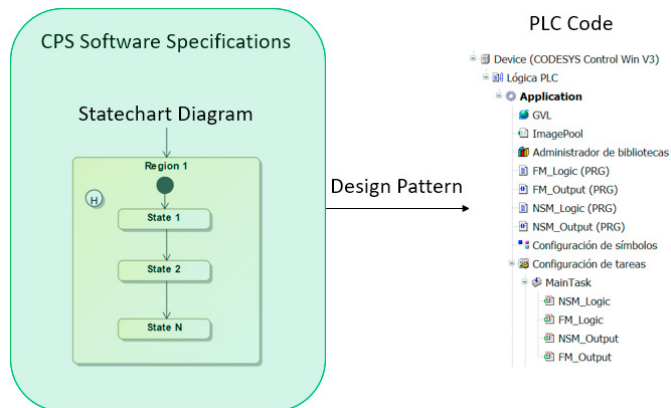 CPS Software Specifications
Statechart Diagram
Region 1
H
State 1
State 2
State N
Design Pattern
PLC Code
Device (CODESYS Control Win V3)
Lógica PLC
Application
GVL
ImagePool
Administrador de bibliotecas
FM_Logic (PRG)
FM_Output (PRG)
NSM_Logic (PRG)
NSM_Output (PRG)
Configuración de símbolos
Configuración de tareas
MainTask
NSM_Logic
FM_Logic
NSM_Output
FM_Output